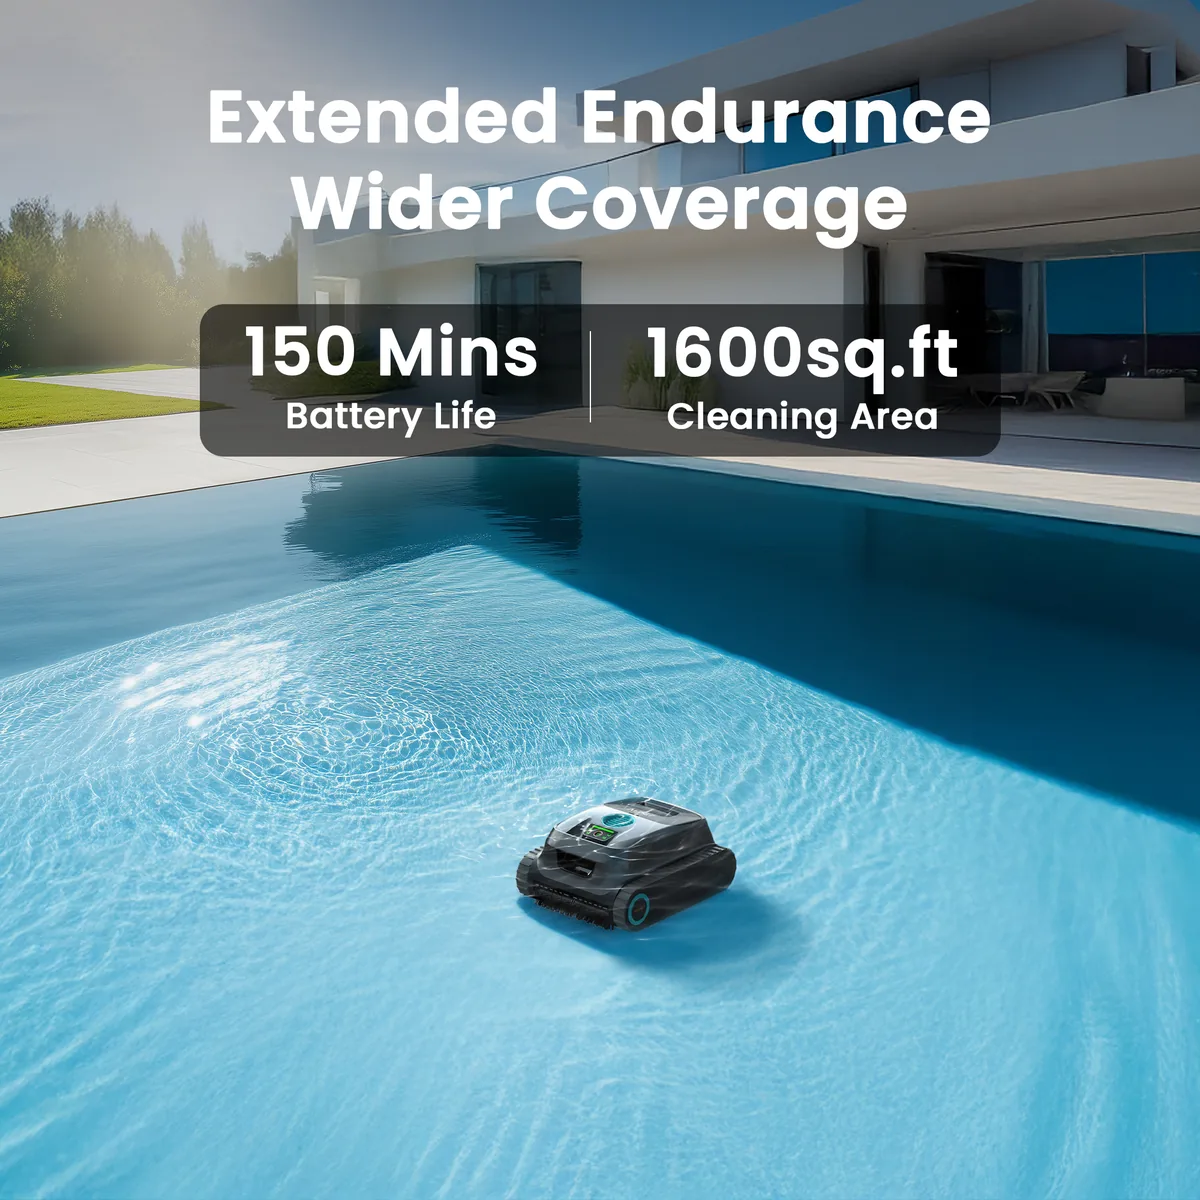 Extended Endurance
Wider Coverage
150 Mins
Battery Life
1600sq.ft
Cleaning Area